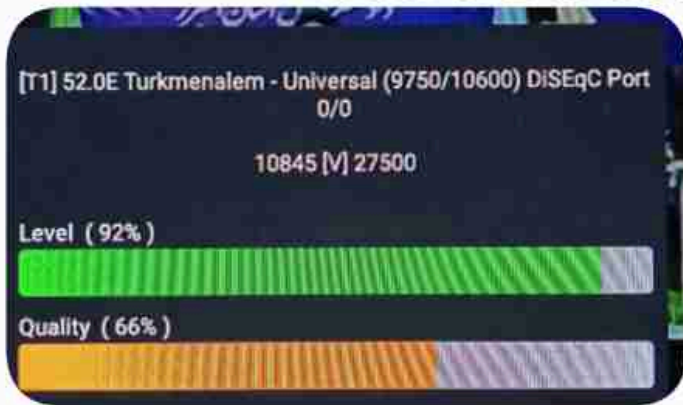 [T1] 52.0E Turkmenalem - Universal (9750/10600) DiSEqC Port
0/0
10845 [V] 27500
Level ( 92% )
Quality ( 66% )